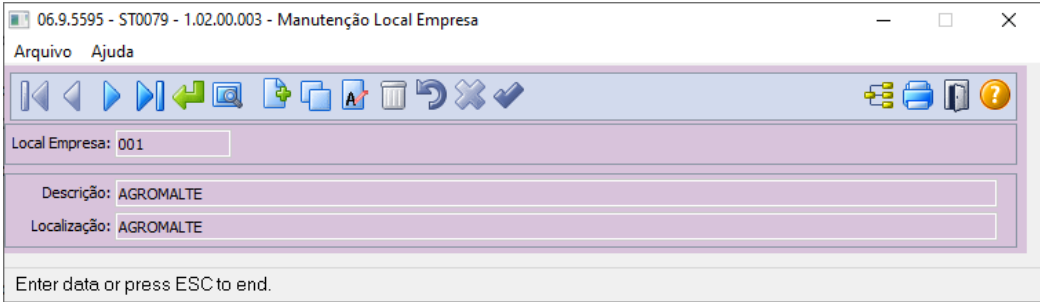 06.9.5595 - ST0079 - 1.02.00.003 - Manutenção Local Empresa
Arquivo Ajuda
Local Empresa: 001
Descrição: AGROMALTE
Localização: AGROMALTE
Enter data or press ESC to end.